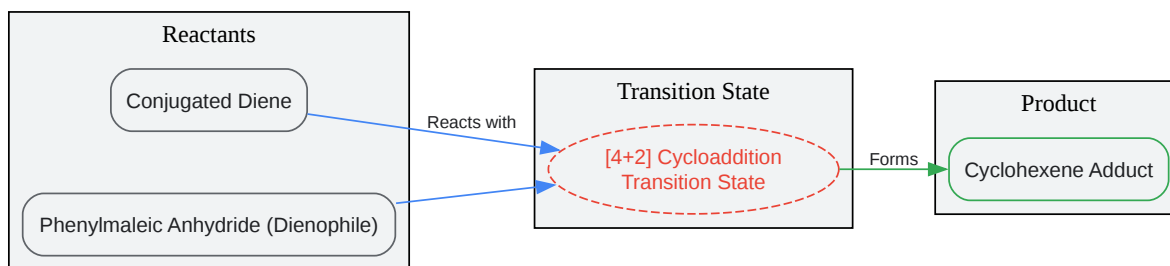 Reactants
Conjugated Diene
Phenylmaleic Anhydride (Dienophile)
Reacts with
Transition State
[4+2] Cycloaddition
Transition State
Forms
Product
Cyclohexene Adduct